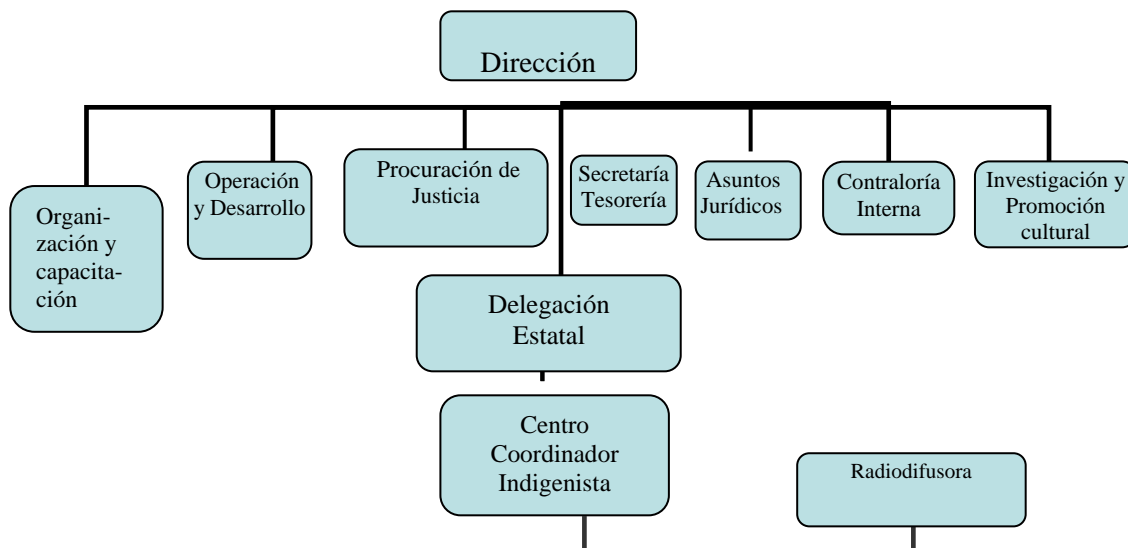 Dirección
Organi-
zación y
capacita-
ción
Operación
y Desarrollo
Procuración de
Justicia
Secretaría
Tesorería
Asuntos
Jurídicos
Contraloría
Interna
Investigación y
Promoción
cultural
Delegación
Estatal
Centro
Coordinador
Indigenista
Radiodifusora